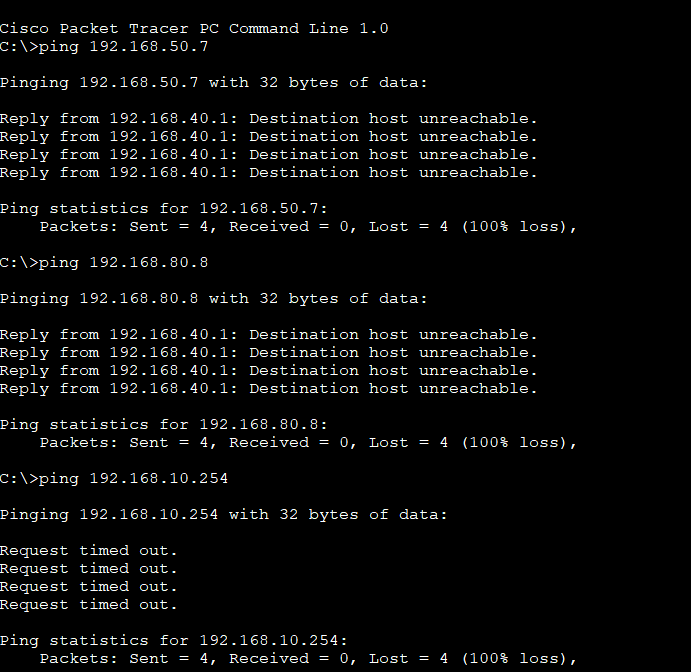 Cisco Packet Tracer PC Command Line 1.0
C:\>ping 192.168.50.7
Pinging 192.168.50.7 with 32 bytes of data:
Reply from 192.168.40.1: Destination host unreachable.
Reply from 192.168.40.1: Destination host unreachable.
Reply from 192.168.40.1: Destination host unreachable.
Reply from 192.168.40.1: Destination host unreachable.
Ping statistics for 192.168.50.7:
    Packets: Sent = 4, Received = 0, Lost = 4 (100% loss),
C:\>ping 192.168.80.8
Pinging 192.168.80.8 with 32 bytes of data:
Reply from 192.168.40.1: Destination host unreachable.
Reply from 192.168.40.1: Destination host unreachable.
Reply from 192.168.40.1: Destination host unreachable.
Reply from 192.168.40.1: Destination host unreachable.
Ping statistics for 192.168.80.8:
    Packets: Sent = 4, Received = 0, Lost = 4 (100% loss),
C:\>ping 192.168.10.254
Pinging 192.168.10.254 with 32 bytes of data:
Request timed out.
Request timed out.
Request timed out.
Request timed out.
Ping statistics for 192.168.10.254:
    Packets: Sent = 4, Received = 0, Lost = 4 (100% loss),